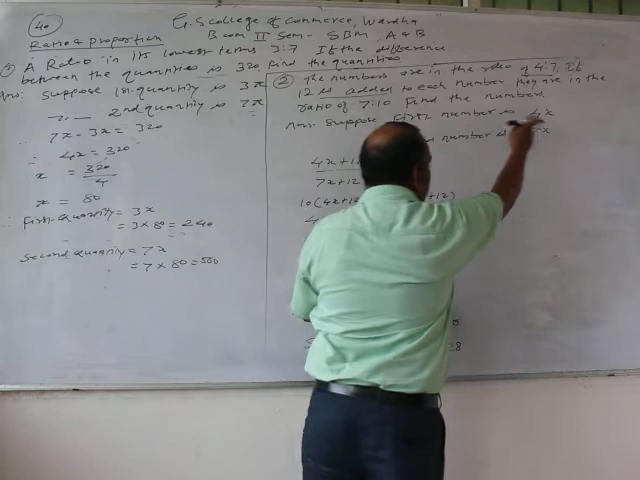 40
G.S college of Commerce, Wardha
B com II Sem- SBM, A & B
Ratio & proportion
1) A Ratio in its lowest terms 3:7 If the difference
between the quantities is 320, find the quantities
Ans: Suppose 1st quantity is 3x
2nd quantity is 7x
7x - 3x = 320
4x = 320
x = 320/4
x = 80
First quantity = 3x
= 3 x 80 = 240
Second quantity = 7x
= 7 x 80 = 560
2) The numbers are in the ratio of 4:7. If
12 is added to each number they are in the
ratio of 7:10 Find the numbers
Ans. Suppose First number is 4x
number is
4x+1
7x+12
10(4x+12 +12)
4